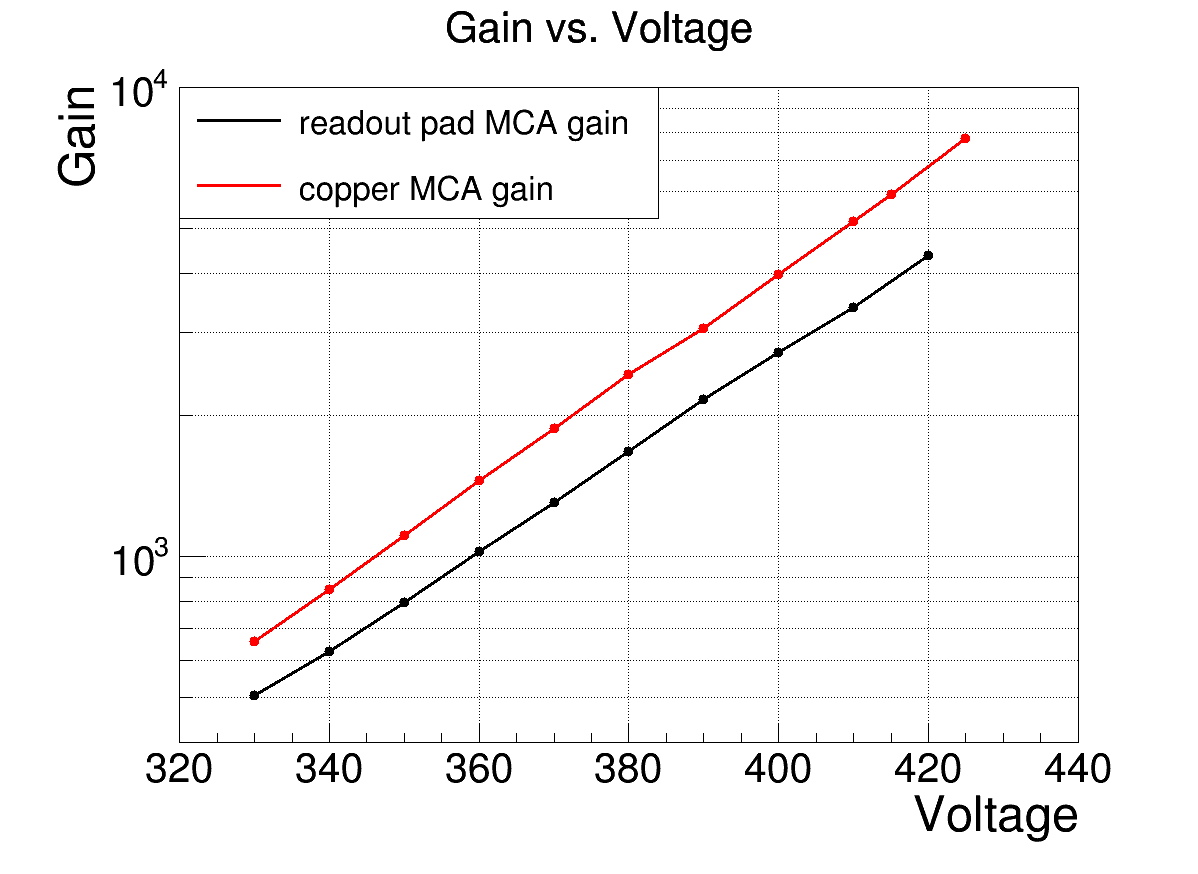 Gain vs. Voltage
Gain
10^4
readout pad MCA gain
copper MCA gain
10^3
320 340 360 380 400 420 440
Voltage